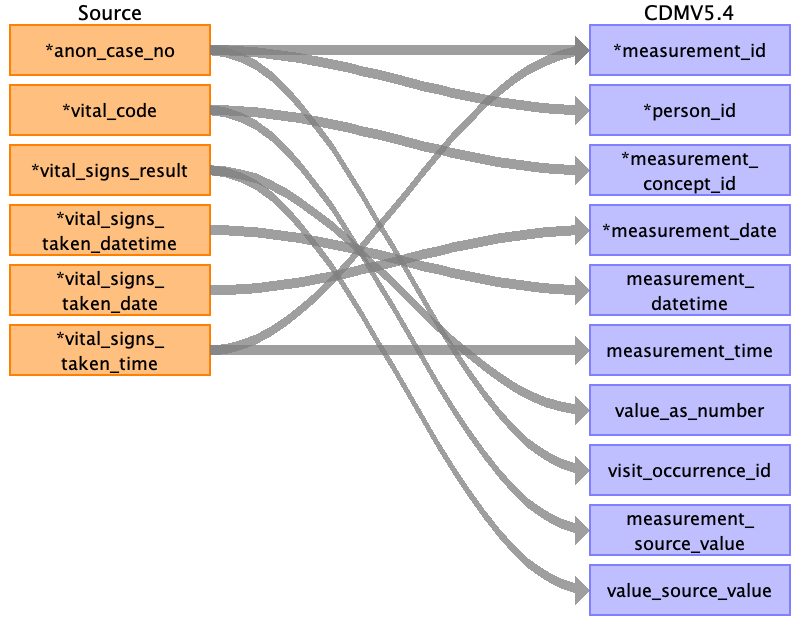 Source
CDMV5.4
*anon_case_no
*measurement_id
*vital_code
*person_id
*vital_signs_result
*measurement_
concept_id
*vital_signs_
taken_datetime
*measurement_date
*vital_signs_
taken_date
measurement_
datetime
*vital_signs_
taken_time
measurement_time
value_as_number
visit_occurrence_id
measurement_
source_value
value_source_value